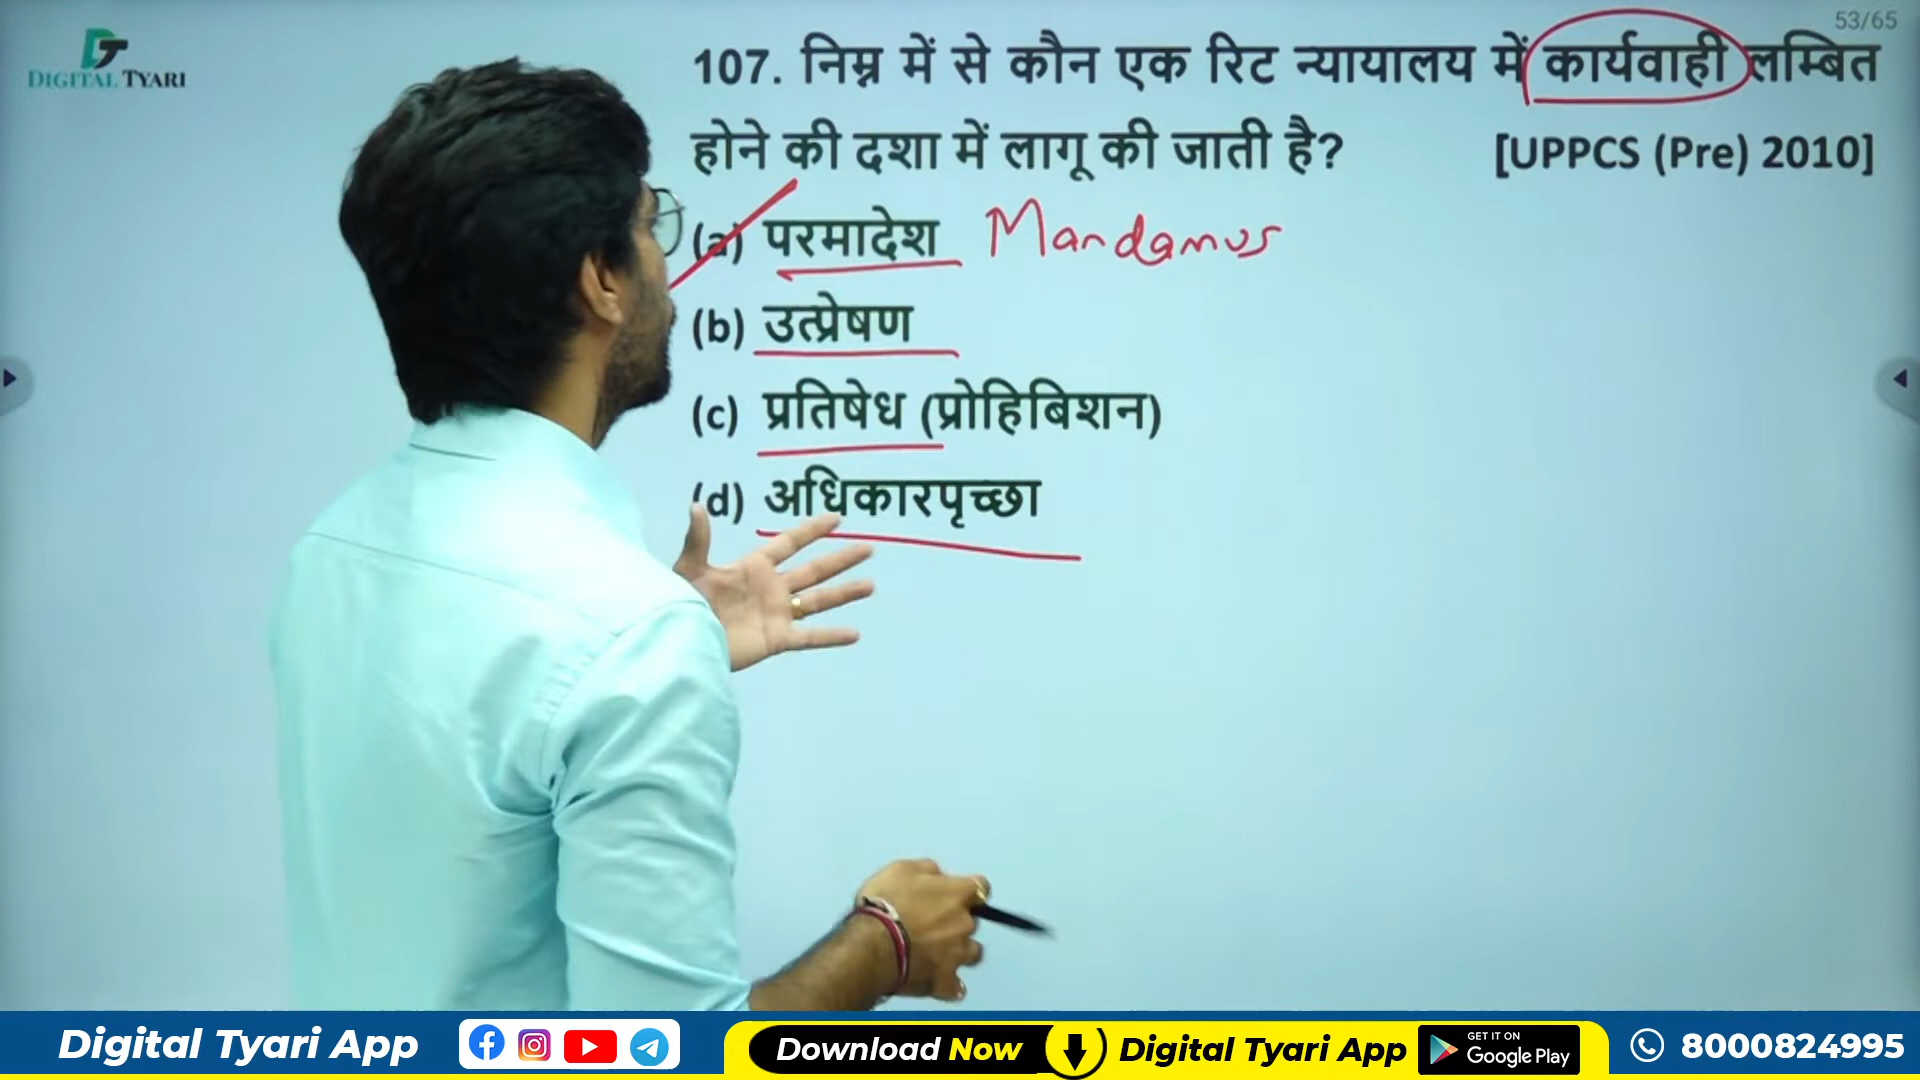 53/65
DT
DIGITAL TYARI
107. निम्न में से कौन एक रिट न्यायालय में कार्यवाही लम्बित
होने की दशा में लागू की जाती है? [UPPCS (Pre) 2010]
(a) परमादेश Mandamus
(b) उत्प्रेषण
(c) प्रतिषेध (प्रोहिबिशन)
(d) अधिकारपृच्छा
Digital Tyari App Download Now Digital Tyari App GET IT ON Google Play 8000824995